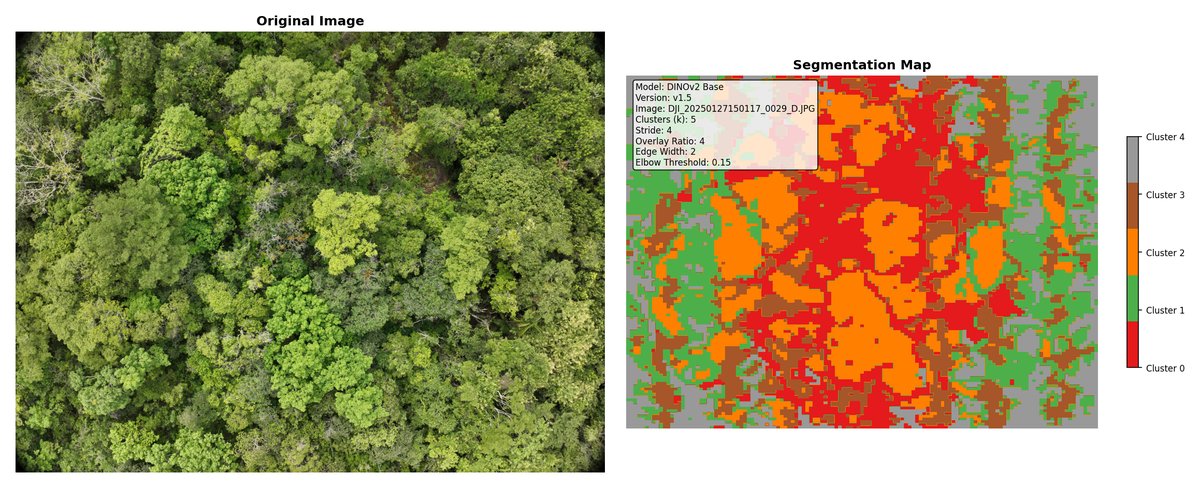 Original Image
Segmentation Map
Model: DINOv2 Base
Version: v1.5
Image: DJI_20250127150117_0029_D.JPG
Clusters (k): 5
Stride: 4
Overlay Ratio: 4
Edge Width: 2
Elbow Threshold: 0.15
Cluster 4
Cluster 3
Cluster 2
Cluster 1
Cluster 0